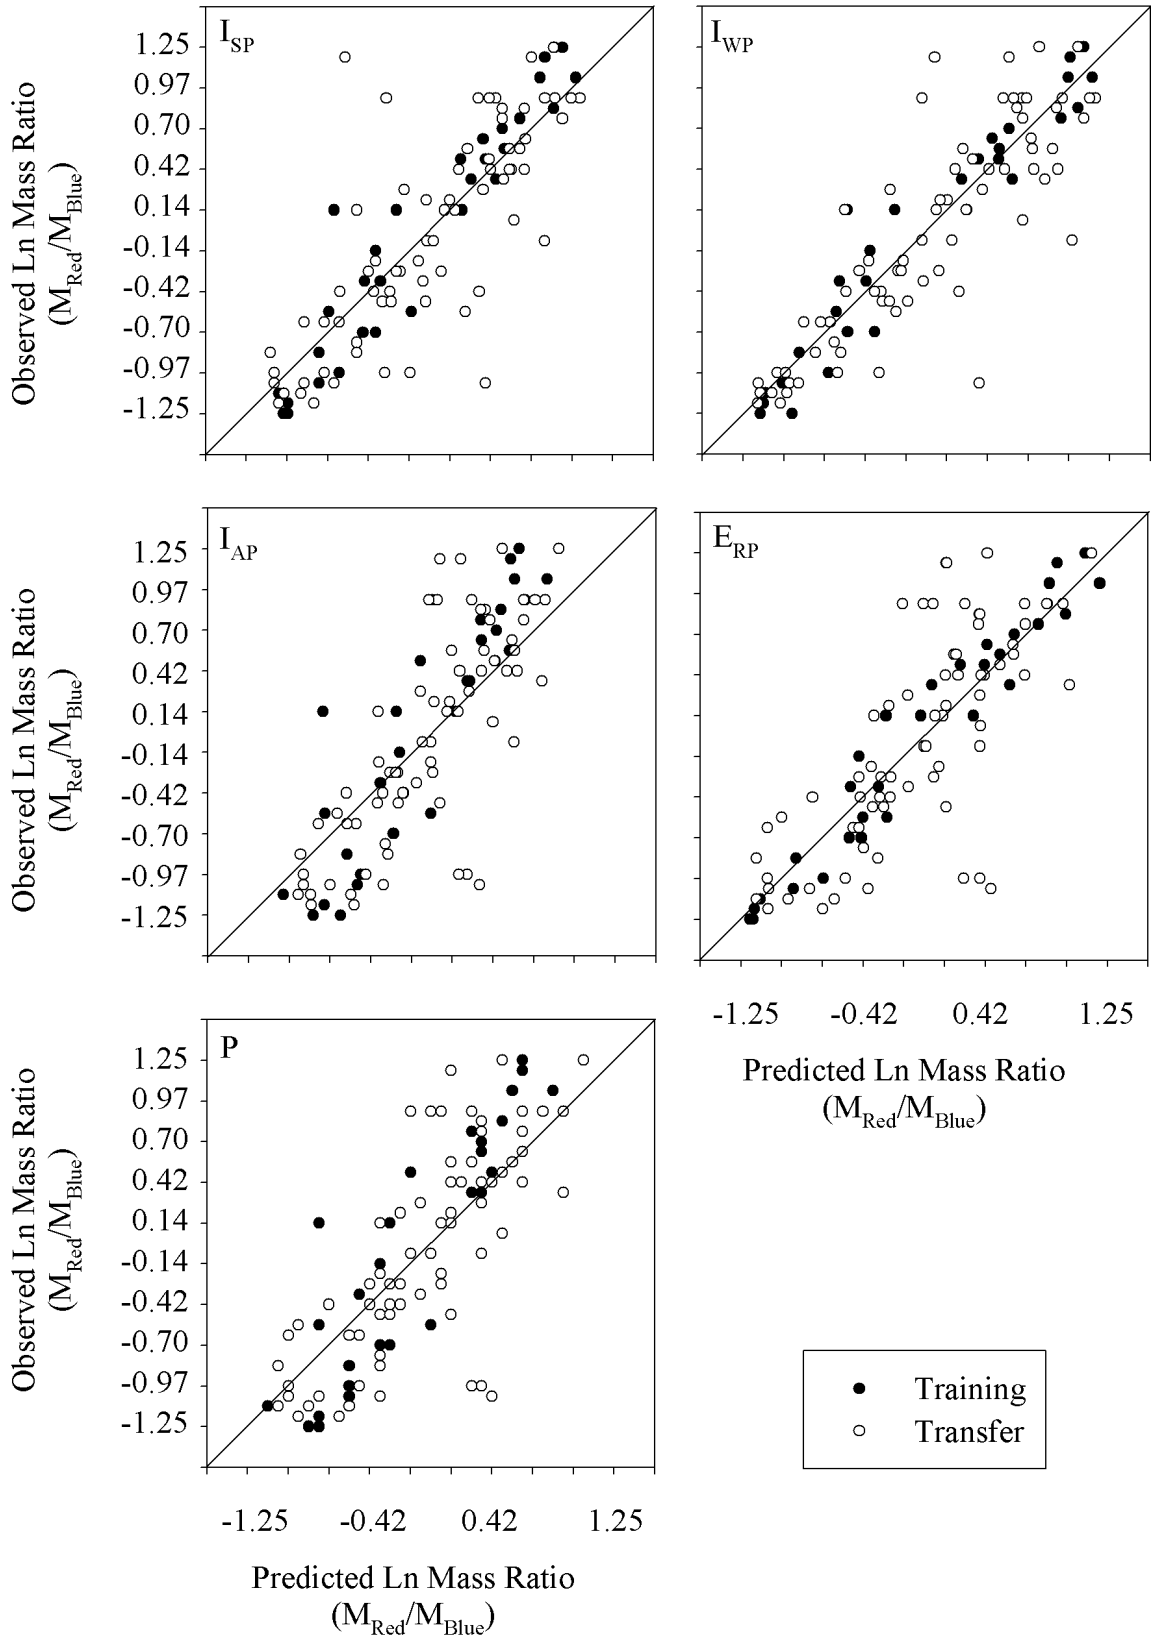 I_SP
1.25
0.97
0.70
0.42
0.14
-0.14
-0.42
-0.70
-0.97
-1.25
Observed Ln Mass Ratio
(M_Red/M_Blue)
I_WP
I_AP
1.25
0.97
0.70
0.42
0.14
-0.14
-0.42
-0.70
-0.97
-1.25
Observed Ln Mass Ratio
(M_Red/M_Blue)
E_RP
-1.25 -0.42 0.42 1.25
Predicted Ln Mass Ratio
(M_Red/M_Blue)
P
1.25
0.97
0.70
0.42
0.14
-0.14
-0.42
-0.70
-0.97
-1.25
Observed Ln Mass Ratio
(M_Red/M_Blue)
-1.25 -0.42 0.42 1.25
Predicted Ln Mass Ratio
(M_Red/M_Blue)
Training
Transfer